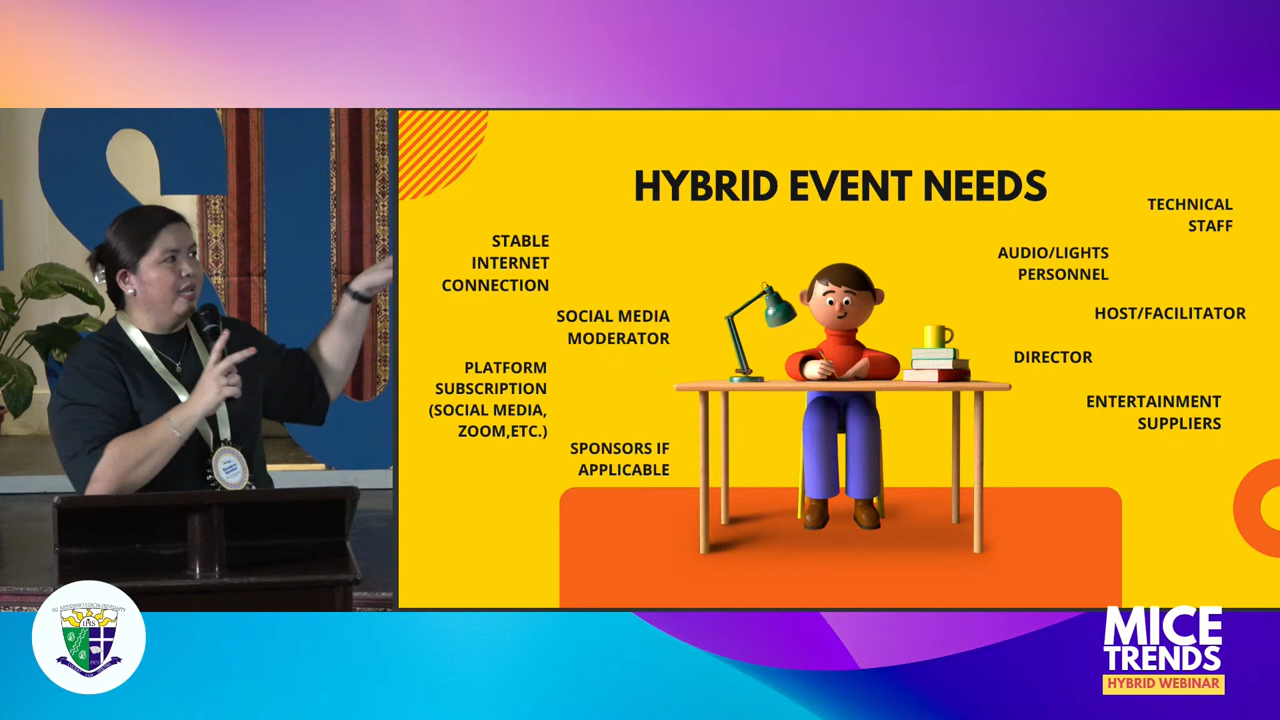 HYBRID EVENT NEEDS
STABLE
INTERNET
CONNECTION
SOCIAL MEDIA
MODERATOR
PLATFORM
SUBSCRIPTION
(SOCIAL MEDIA,
ZOOM,ETC.)
SPONSORS IF
APPLICABLE
TECHNICAL
STAFF
AUDIO/LIGHTS
PERSONNEL
HOST/FACILITATOR
DIRECTOR
ENTERTAINMENT
SUPPLIERS
IHS
MICE
TRENDS
HYBRID WEBINAR